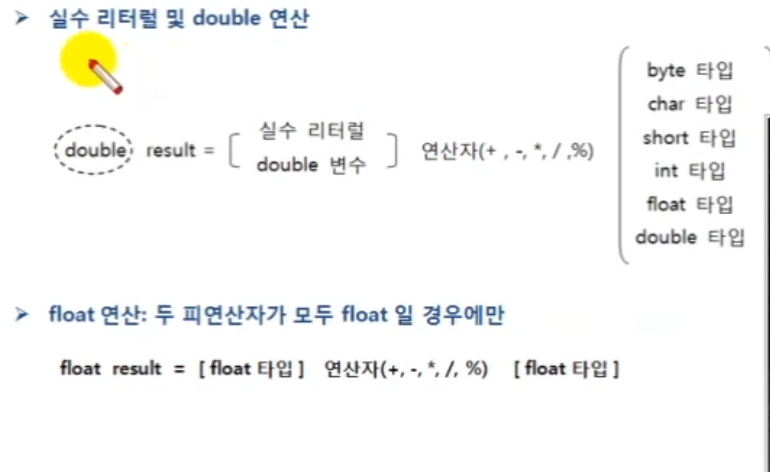 ➤ 실수 리터럴 및 double 연산
byte 타입
char 타입
실수 리터럴
short 타입
double result = [ ] 연산자(+ , -, *, / ,%)
double 변수
int 타입
float 타입
double 타입
➤ float 연산: 두 피연산자가 모두 float 일 경우에만
float result = [ float 타입 ] 연산자(+, -, *, /, %) [ float 타입 ]